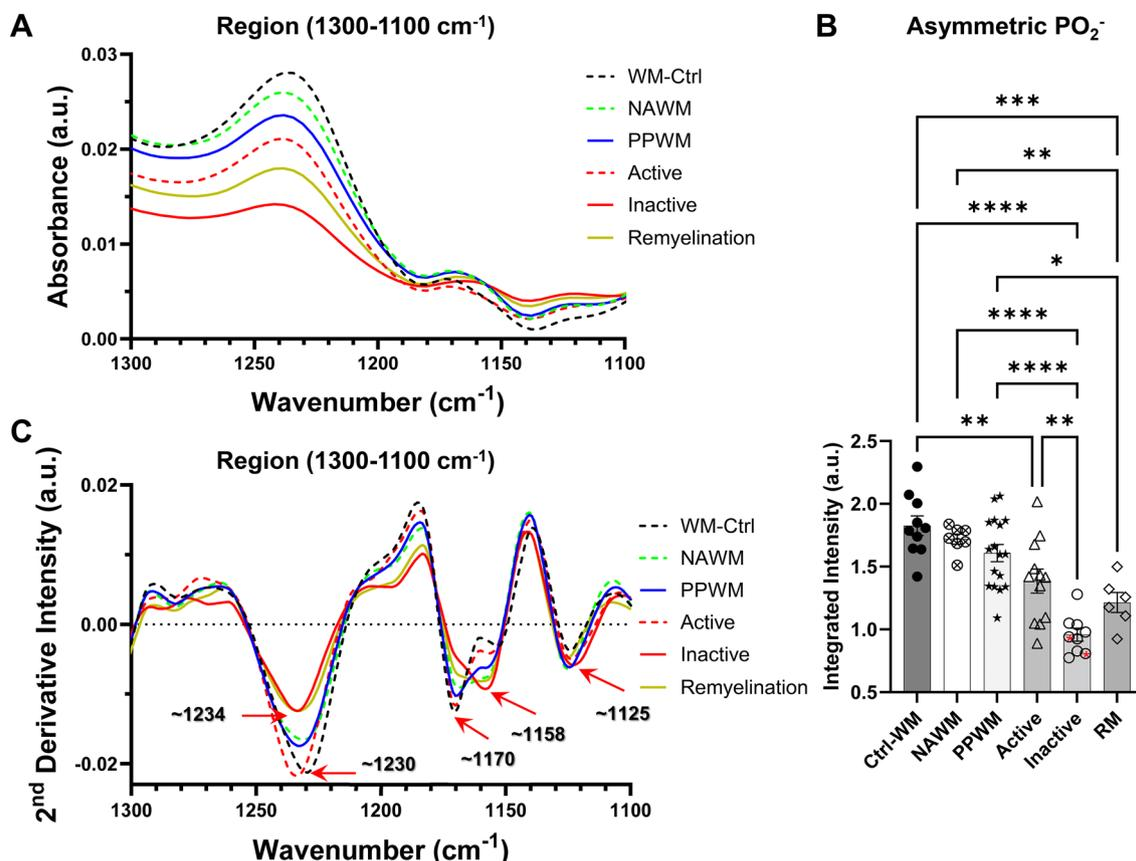 A
Region (1300-1100 cm⁻¹)
Absorbance (a.u.)
0.03
0.02
0.01
0.00
1300
1250
1200
1150
1100
Wavenumber (cm⁻¹)
WM-Ctrl
NAWM
PPWM
Active
Inactive
Remyelination
B
Asymmetric PO₂⁻
***
**
****
*
****
****
** **
Integrated Intensity (a.u.)
2.5
2.0
1.5
1.0
0.5
Ctrl-WM
NAWM
PPWM
Active
Inactive
RM
C
Region (1300-1100 cm⁻¹)
2ⁿᵈ Derivative Intensity (a.u.)
0.02
0.00
-0.02
1300
1250
1200
1150
1100
Wavenumber (cm⁻¹)
WM-Ctrl
NAWM
PPWM
Active
Inactive
Remyelination
~1234
~1230
~1170
~1158
~1125